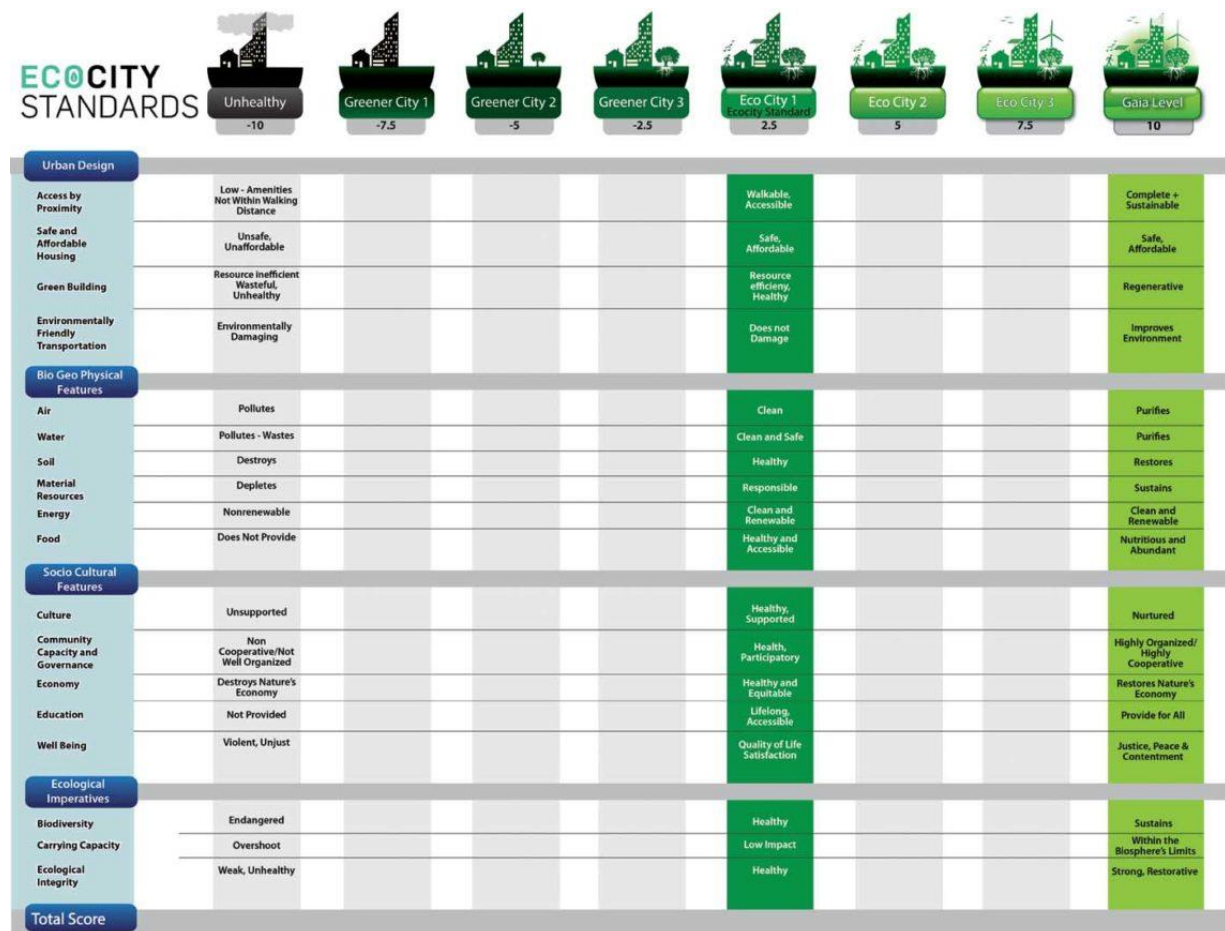 ECOCITY
STANDARDS
Unhealthy
Greener City 1
Greener City 2
Greener City 3
Eco City 1
Ecocity Standard
Eco City 2
Eco City 3
Gaia Level
-10
-7.5
-5
-2.5
2.5
5
7.5
10
Urban Design
Access by
Proximity
Low - Amenities
Not Within Walking
Distance
Walkable,
Accessible
Complete +
Sustainable
Safe and
Affordable
Housing
Unsafe,
Unaffordable
Safe,
Affordable
Safe,
Affordable
Green Building
Resource inefficient
Wasteful,
Unhealthy
Resource
efficieny,
Healthy
Regenerative
Environmentally
Friendly
Transportation
Environmentally
Damaging
Does not
Damage
Improves
Environment
Bio Geo Physical
Features
Air
Pollutes
Clean
Purifies
Water
Pollutes - Wastes
Clean and Safe
Purifies
Soil
Destroys
Healthy
Restores
Material
Resources
Depletes
Responsible
Sustains
Energy
Nonrenewable
Clean and
Renewable
Clean and
Renewable
Food
Does Not Provide
Healthy and
Accessible
Nutritious and
Abundant
Socio Cultural
Features
Culture
Unsupported
Healthy,
Supported
Nurtured
Community
Capacity and
Governance
Non
Cooperative/Not
Well Organized
Health,
Participatory
Highly Organized/
Highly
Cooperative
Economy
Destroys Nature's
Economy
Healthy and
Equitable
Restores Nature's
Economy
Education
Not Provided
Lifelong,
Accessible
Provide for All
Well Being
Violent, Unjust
Quality of Life
Satisfaction
Justice, Peace &
Contentment
Ecological
Imperatives
Biodiversity
Endangered
Healthy
Sustains
Carrying Capacity
Overshoot
Low Impact
Within the
Biosphere's Limits
Ecological
Integrity
Weak, Unhealthy
Healthy
Strong, Restorative
Total Score